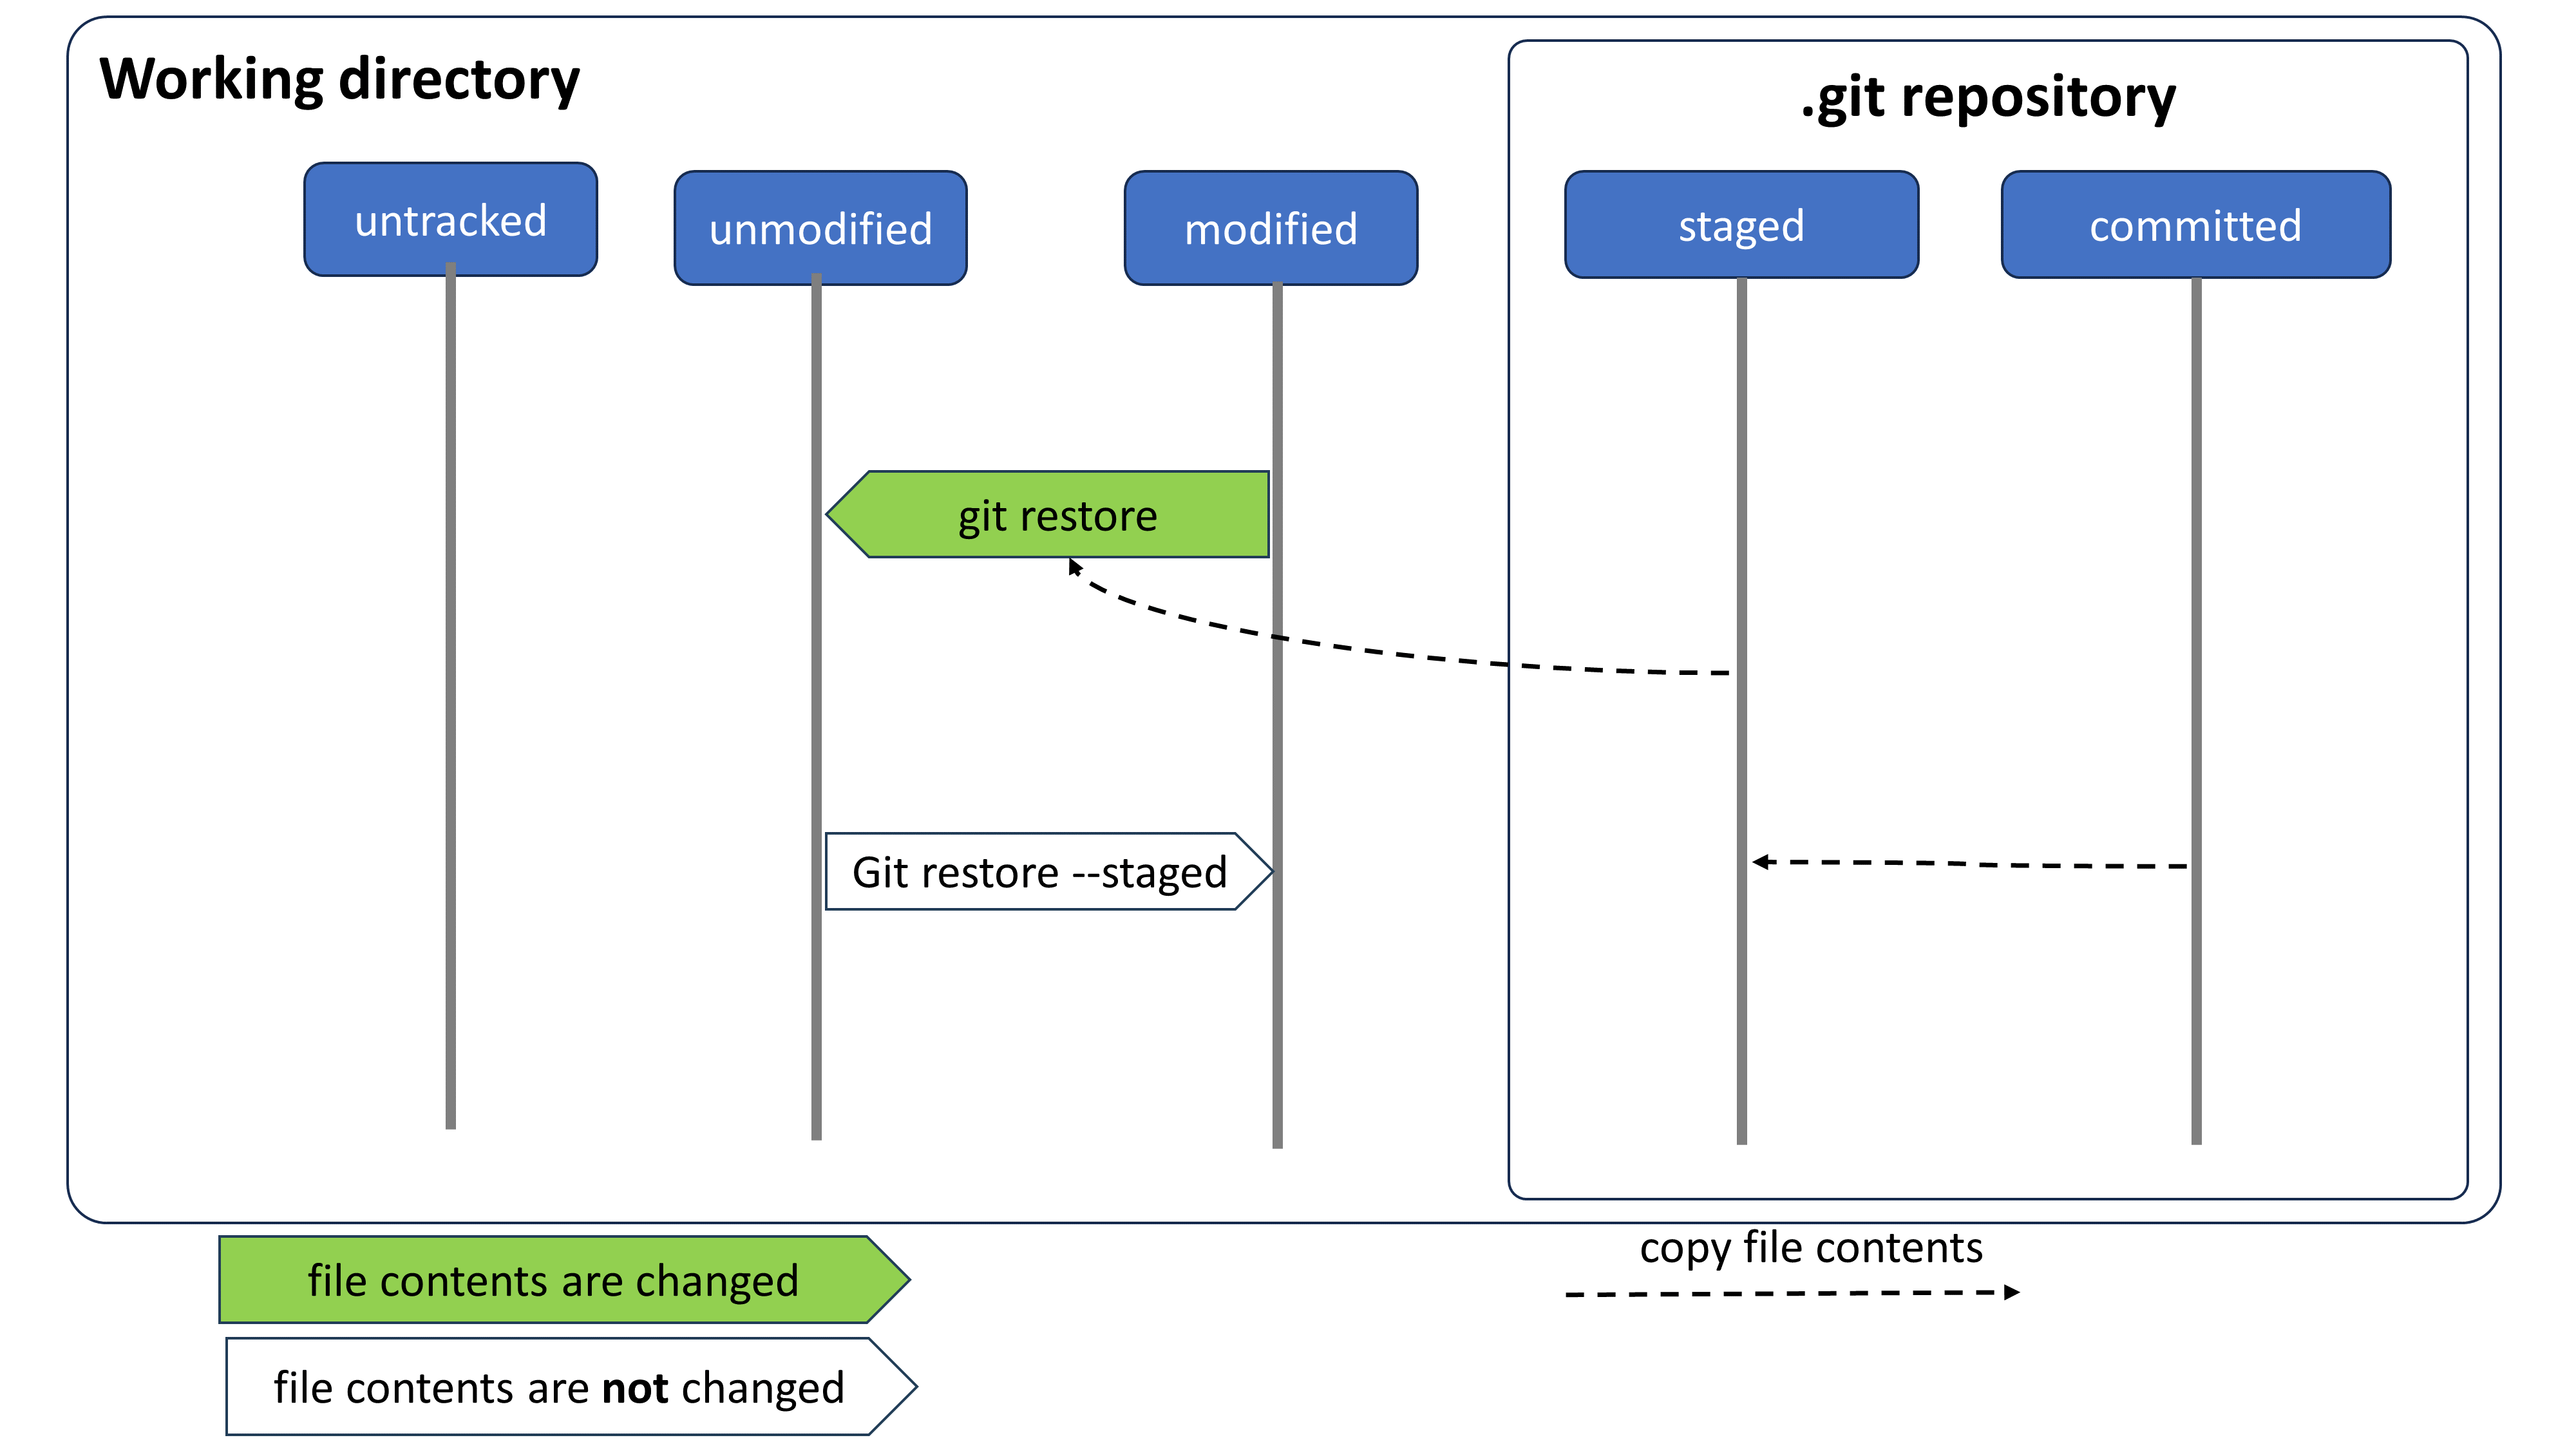 Working directory
.git repository
untracked
unmodified
modified
staged
committed
git restore
Git restore --staged
file contents are changed
copy file contents
file contents are not changed